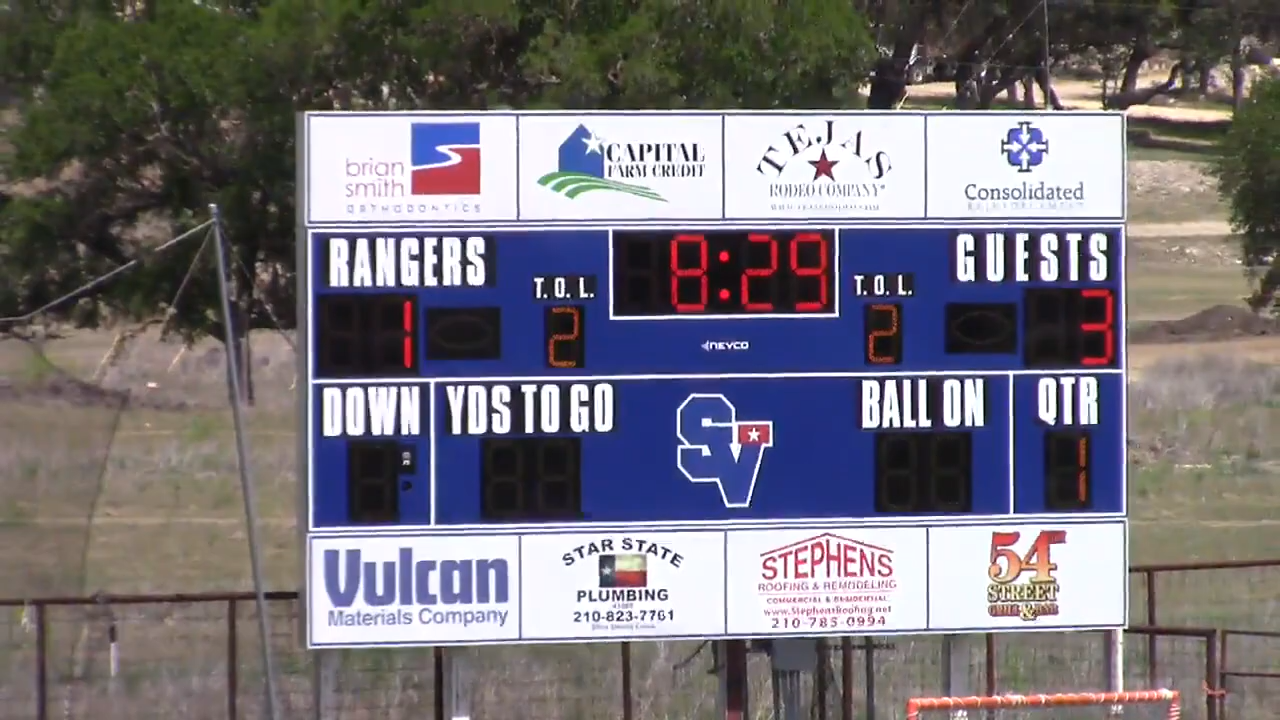 brian
smith
ORTHODONTICS
CAPITAL
FARM CREDIT
TEJAS
RODEO COMPANY
Consolidated
RANGERS
8:29
GUESTS
T.O.L.
T.O.L.
1
2
2
3
NEVCO
DOWN
YDS TO GO
SV
BALL ON
QTR
1
Vulcan
Materials Company
STAR STATE
PLUMBING
210-823-7761
STEPHENS
ROOFING & REMODELING
COMMERCIAL & RESIDENTIAL
www.StephensRoofing.net
210-785-0994
54TH
STREET
GRILL & BAR